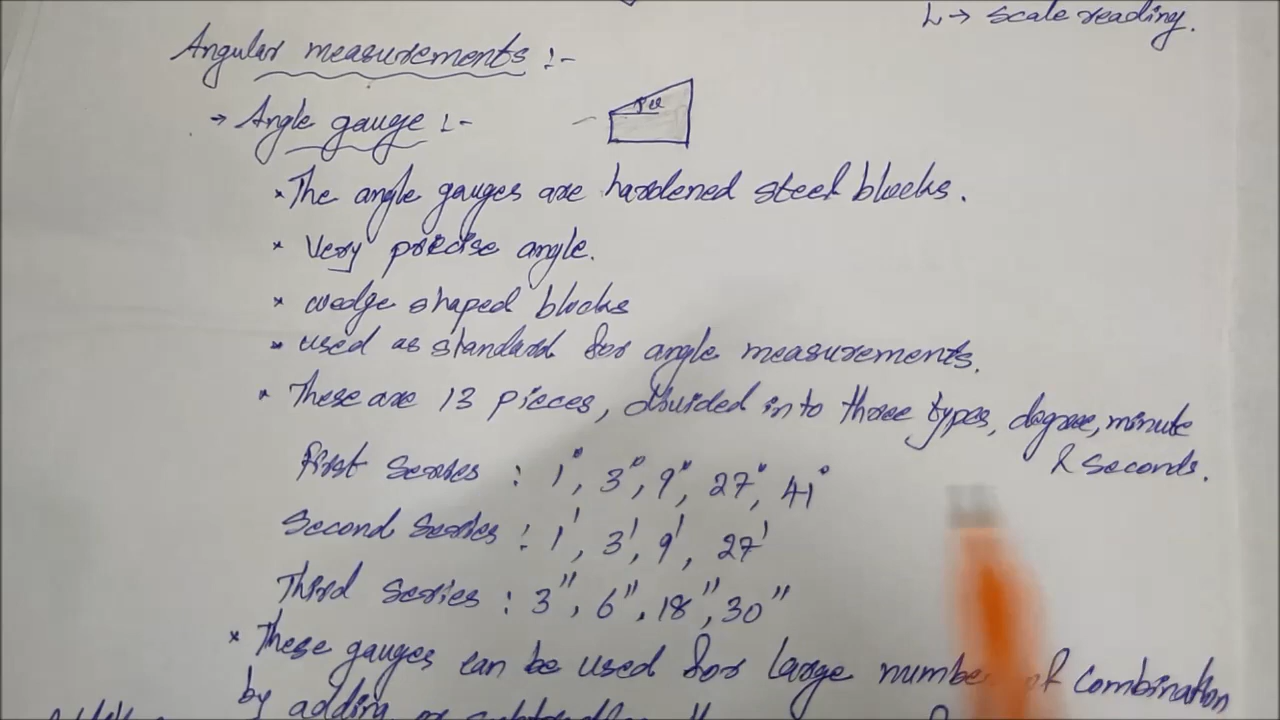 L → scale reading.
Angular measurements :-
→ Angle gauge :-
* The angle gauges are hardened steel blocks.
* Very precise angle.
* wedge shaped blocks
* used as standard for angle measurements.
* These are 13 pieces, divided into three types, degree, minute
& seconds.
First series : 1°, 3°, 9°, 27°, 41°
Second series : 1', 3', 9', 27'
Third series : 3", 6", 18", 30"
* These gauges can be used for large number of combination
by adding or